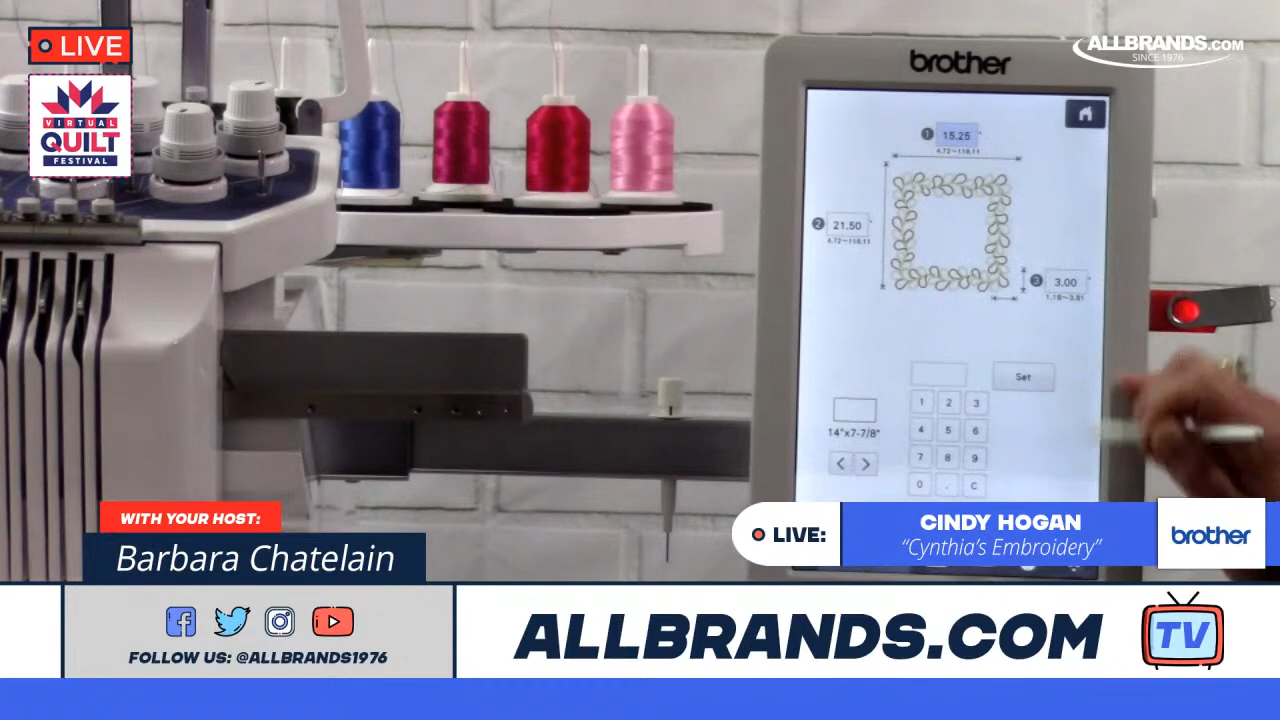 LIVE
VIRTUAL
QUILT
FESTIVAL
ALLBRANDS.COM
SINCE 1976
brother
1 15.25"
4.72~118.11
2 21.50"
4.72~118.11
3 3.00"
1.18~3.81
Set
1 2 3
4 5 6
7 8 9
0 . C
14"x7-7/8"
< >
WITH YOUR HOST:
Barbara Chatelain
LIVE:
CINDY HOGAN
“Cynthia’s Embroidery”
brother
FOLLOW US: @ALLBRANDS1976
ALLBRANDS.COM
TV